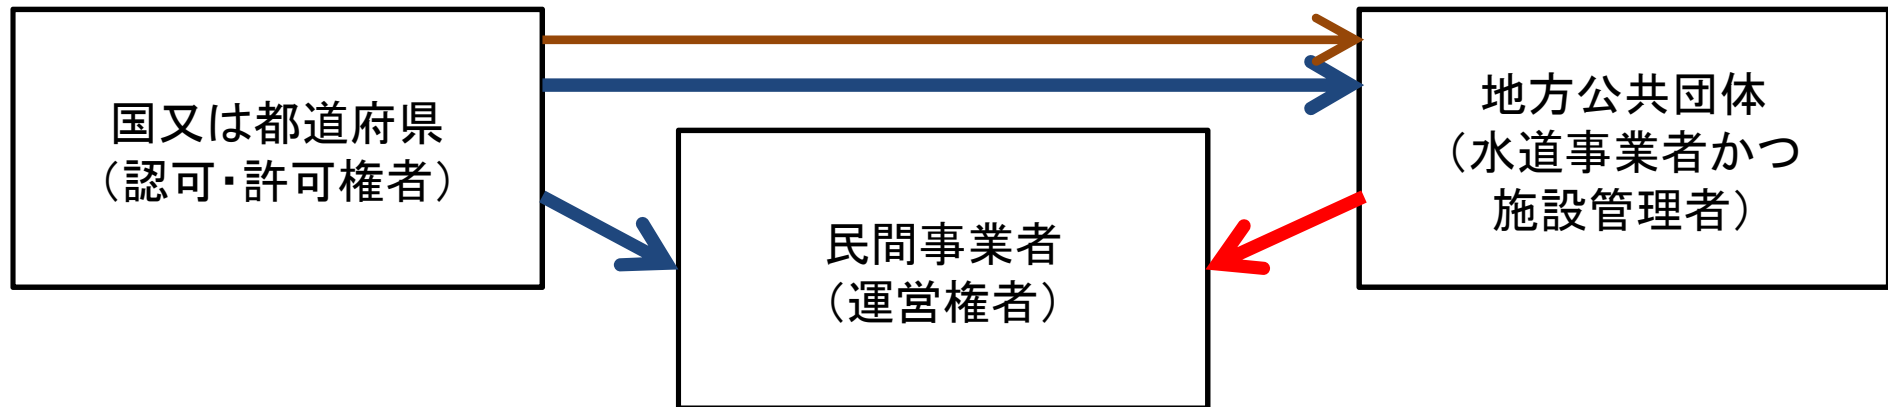 国又は都道府県
（認可・許可権者）
民間事業者
（運営権者）
地方公共団体
（水道事業者かつ
施設管理者）